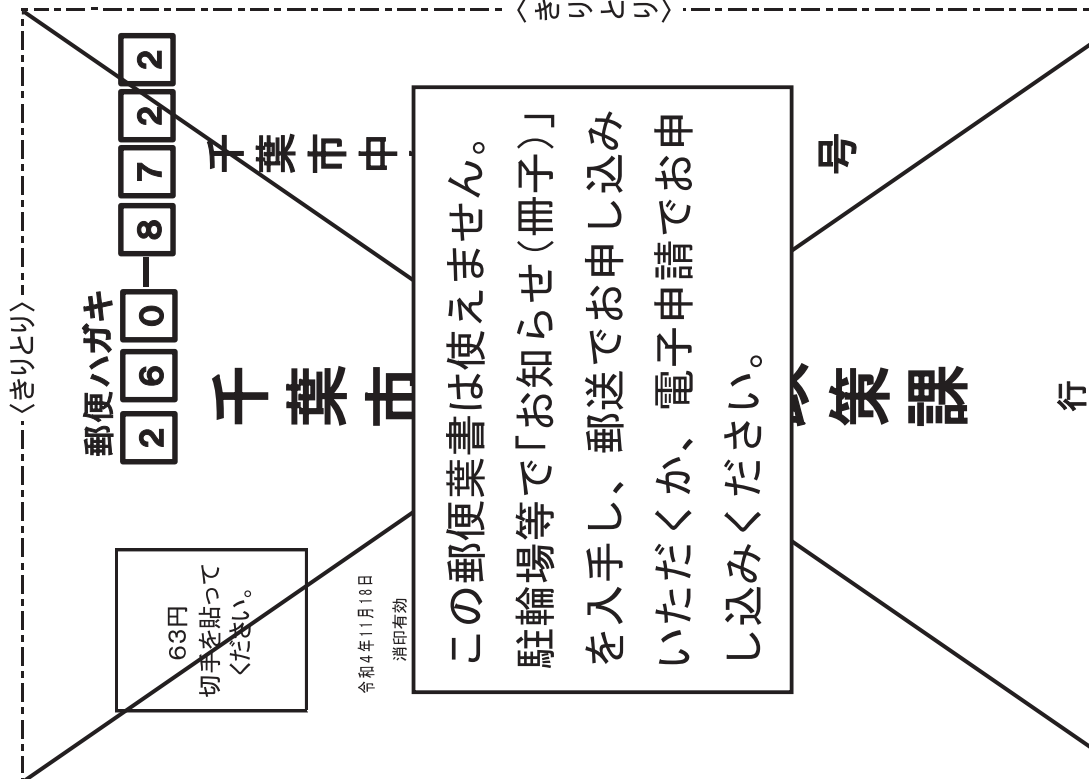 〈きりとり〉
〈きりとり〉
郵便ハガキ
260-8722
63円
切手を貼って
ください。
令和4年11月18日
消印有効
千葉市中
号
千葉市
策課
行
この郵便葉書は使えません。
駐輪場等で「お知らせ（冊子）」
を入手し、郵送でお申し込み
いただくか、電子申請でお申
し込みください。